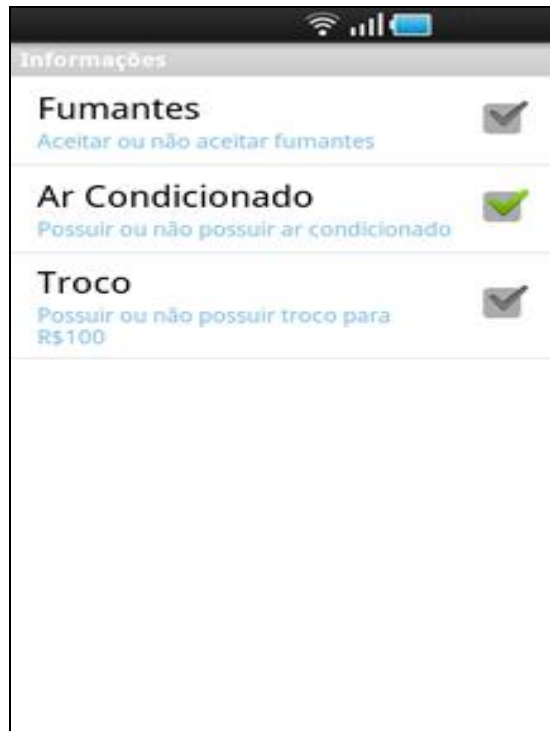 Informações
Fumantes
Aceitar ou não aceitar fumantes
Ar Condicionado
Possuir ou não possuir ar condicionado
Troco
Possuir ou não possuir troco para
R$100